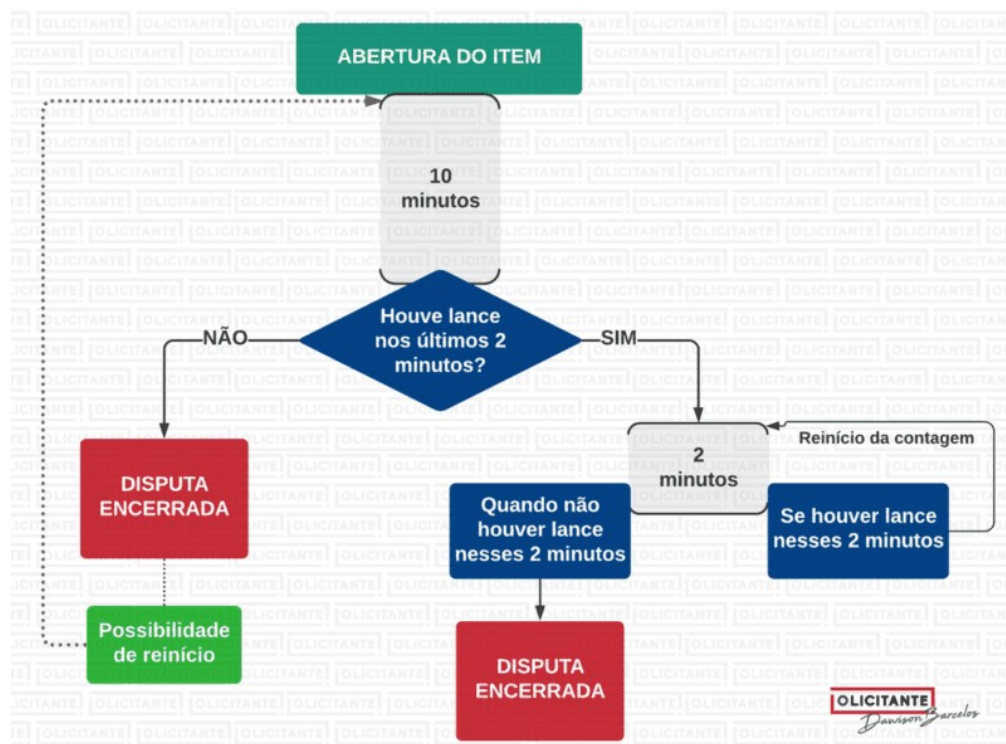 ABERTURA DO ITEM
10
minutos
Houve lance
nos últimos 2
minutos?
NÃO
SIM
DISPUTA
ENCERRADA
Possibilidade
de reinício
2
minutos
Reinício da contagem
Quando não
houver lance
nesses 2 minutos
Se houver lance
nesses 2 minutos
DISPUTA
ENCERRADA
OLICITANTE
Dawison Barcelos